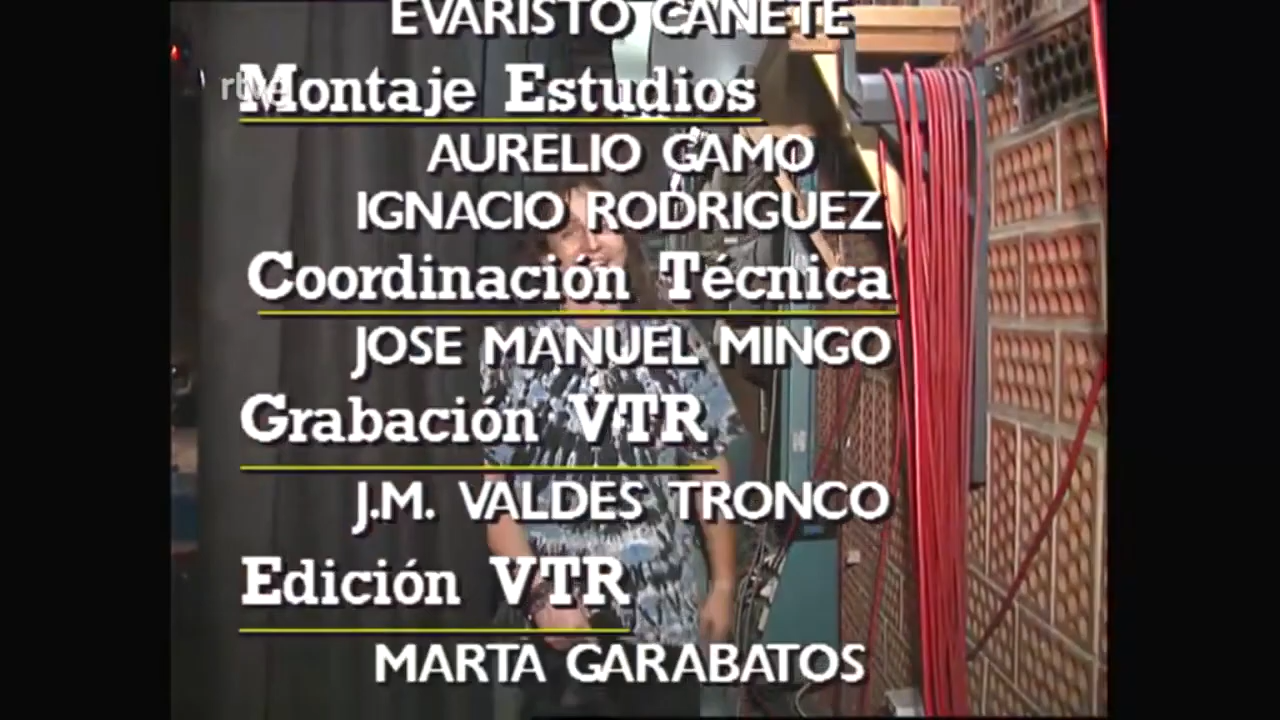 EVARISTO CAÑETE
rtve
Montaje Estudios
AURELIO GAMO
IGNACIO RODRIGUEZ
Coordinación Técnica
JOSE MANUEL MINGO
Grabación VTR
J.M. VALDES TRONCO
Edición VTR
MARTA GARABATOS